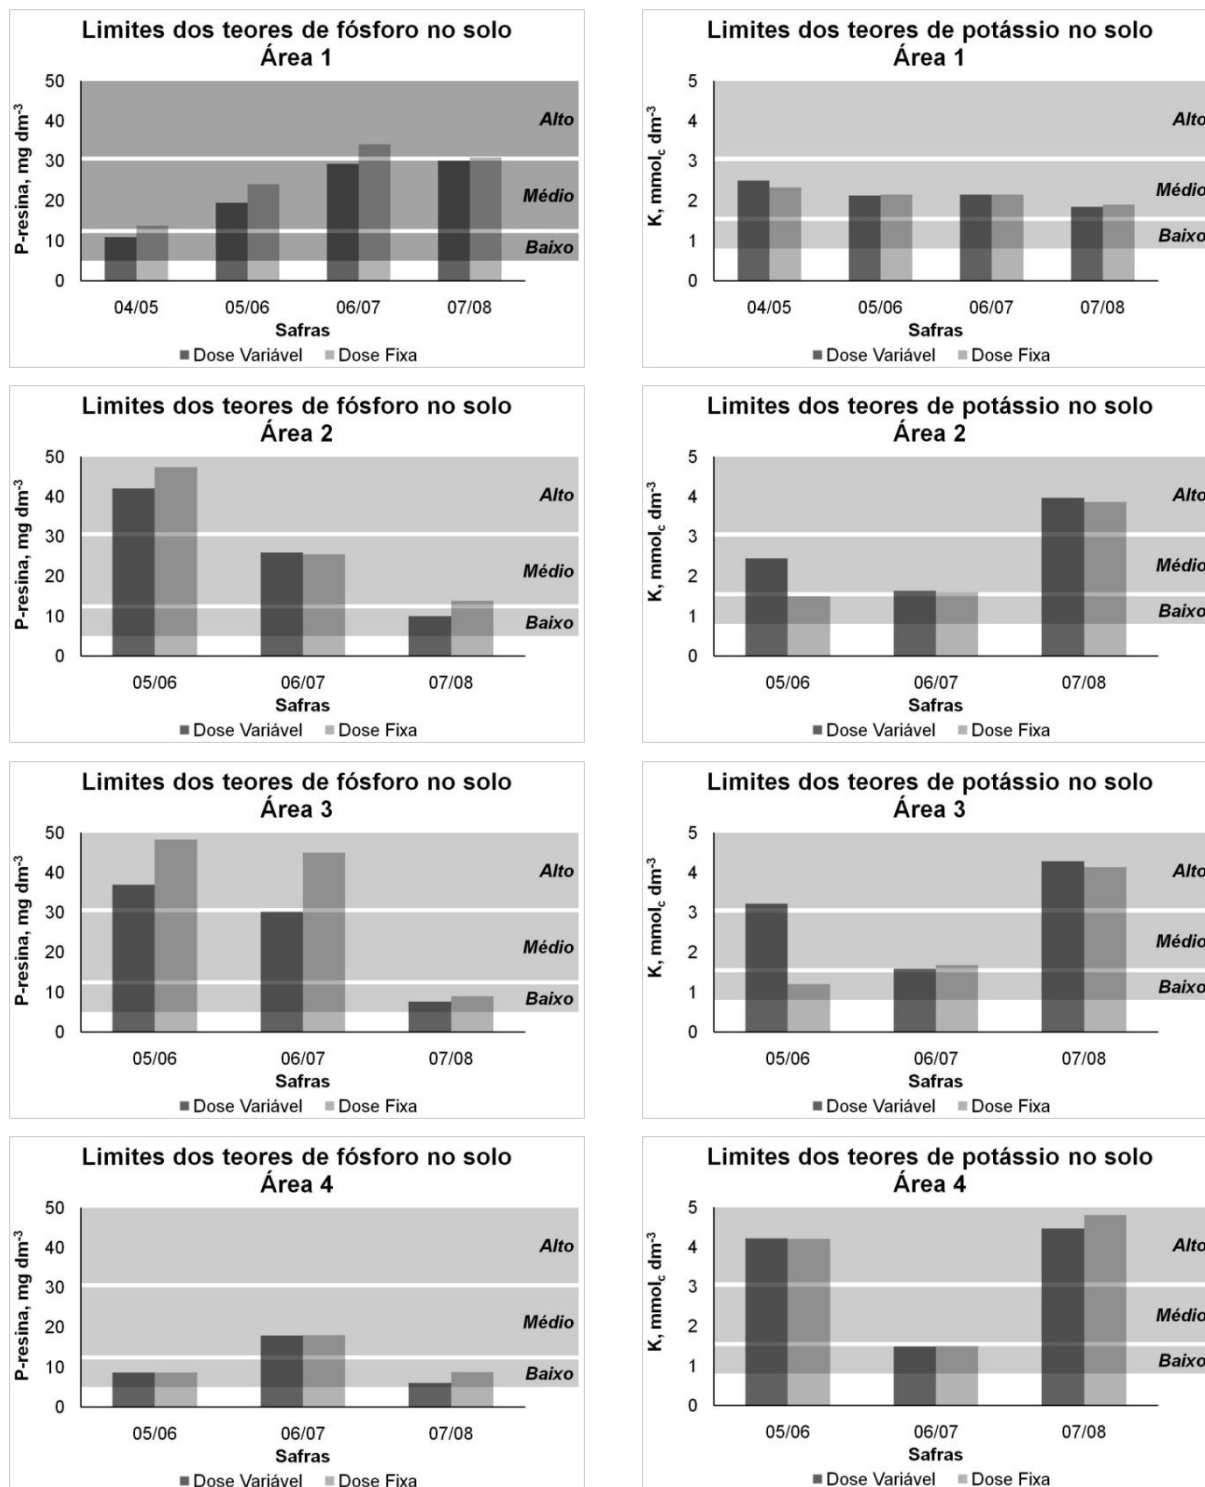 Limites dos teores de fósforo no solo
Área 1
P-resina, mg dm-3
50
40
30
20
10
0
Alto
Médio
Baixo
04/05 05/06 06/07 07/08
Safras
Dose Variável Dose Fixa
Limites dos teores de potássio no solo
Área 1
K, mmolc dm-3
5
4
3
2
1
0
Alto
Médio
Baixo
04/05 05/06 06/07 07/08
Safras
Dose Variável Dose Fixa
Limites dos teores de fósforo no solo
Área 2
P-resina, mg dm-3
50
40
30
20
10
0
Alto
Médio
Baixo
05/06 06/07 07/08
Safras
Dose Variável Dose Fixa
Limites dos teores de potássio no solo
Área 2
K, mmolc dm-3
5
4
3
2
1
0
Alto
Médio
Baixo
05/06 06/07 07/08
Safras
Dose Variável Dose Fixa
Limites dos teores de fósforo no solo
Área 3
P-resina, mg dm-3
50
40
30
20
10
0
Alto
Médio
Baixo
05/06 06/07 07/08
Safras
Dose Variável Dose Fixa
Limites dos teores de potássio no solo
Área 3
K, mmolc dm-3
5
4
3
2
1
0
Alto
Médio
Baixo
05/06 06/07 07/08
Safras
Dose Variável Dose Fixa
Limites dos teores de fósforo no solo
Área 4
P-resina, mg dm-3
50
40
30
20
10
0
Alto
Médio
Baixo
05/06 06/07 07/08
Safras
Dose Variável Dose Fixa
Limites dos teores de potássio no solo
Área 4
K, mmolc dm-3
5
4
3
2
1
0
Alto
Médio
Baixo
05/06 06/07 07/08
Safras
Dose Variável Dose Fixa